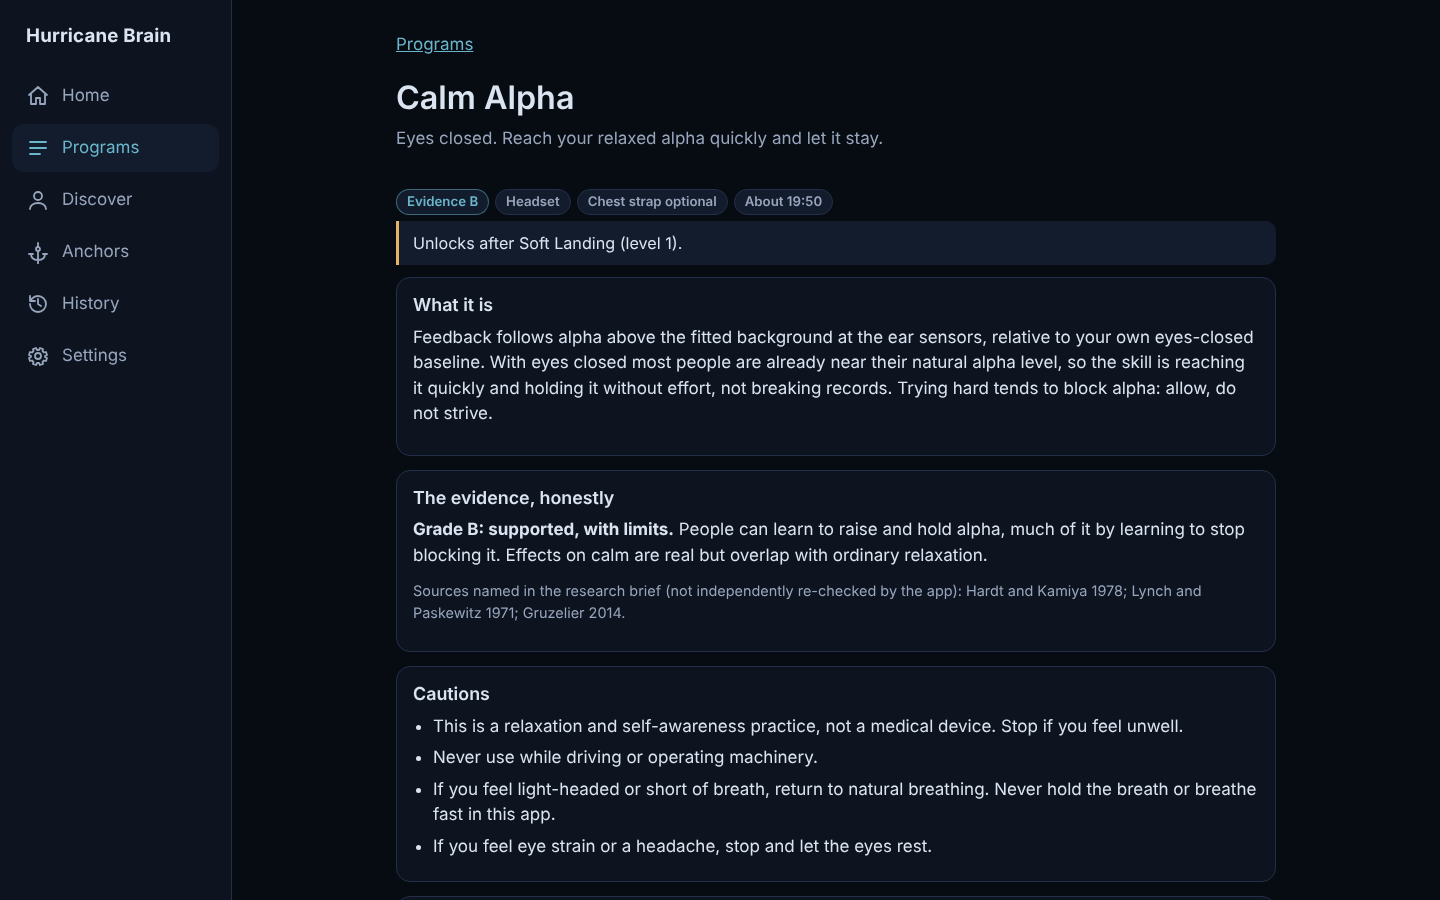 Hurricane Brain
Home
Programs
Discover
Anchors
History
Settings
Programs
Calm Alpha
Eyes closed. Reach your relaxed alpha quickly and let it stay.
Evidence B
Headset
Chest strap optional
About 19:50
Unlocks after Soft Landing (level 1).
What it is
Feedback follows alpha above the fitted background at the ear sensors, relative to your own eyes-closed
baseline. With eyes closed most people are already near their natural alpha level, so the skill is reaching
it quickly and holding it without effort, not breaking records. Trying hard tends to block alpha: allow, do
not strive.
The evidence, honestly
Grade B: supported, with limits. People can learn to raise and hold alpha, much of it by learning to stop
blocking it. Effects on calm are real but overlap with ordinary relaxation.
Sources named in the research brief (not independently re-checked by the app): Hardt and Kamiya 1978; Lynch and
Paskewitz 1971; Gruzelier 2014.
Cautions
• This is a relaxation and self-awareness practice, not a medical device. Stop if you feel unwell.
• Never use while driving or operating machinery.
• If you feel light-headed or short of breath, return to natural breathing. Never hold the breath or breathe
fast in this app.
• If you feel eye strain or a headache, stop and let the eyes rest.